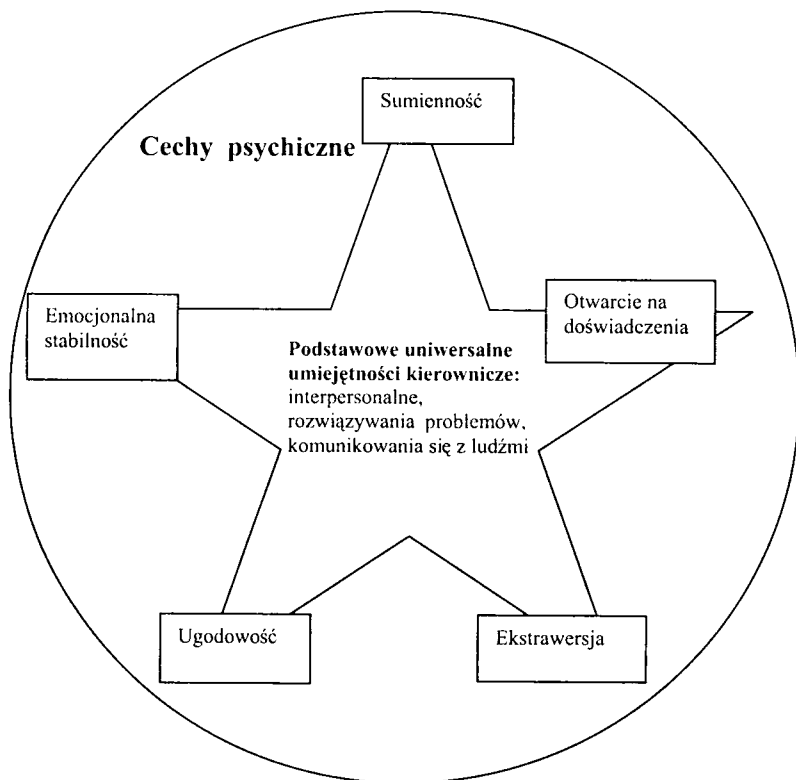 Sumienność
Cechy psychiczne
Emocjonalna
stabilność
Otwarcie na
doświadczenia
Podstawowe uniwersalne
umiejętności kierownicze:
interpersonalne,
rozwiązywania problemów,
komunikowania się z ludźmi
Ugodowość
Ekstrawersja